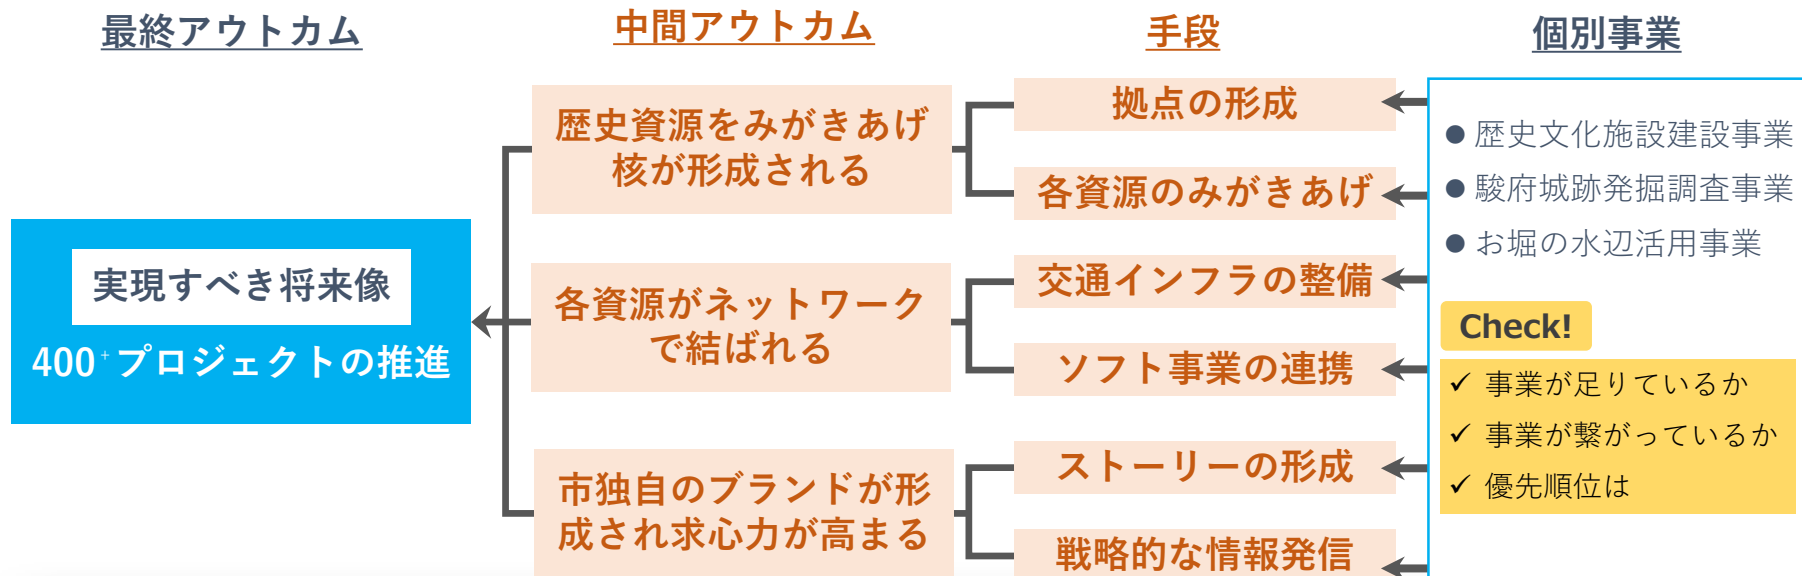 最終アウトカム
中間アウトカム
手段
個別事業
実現すべき将来像
400⁺プロジェクトの推進
歴史資源をみがきあげ
核が形成される
各資源がネットワーク
で結ばれる
市独自のブランドが形
成され求心力が高まる
拠点の形成
各資源のみがきあげ
交通インフラの整備
ソフト事業の連携
ストーリーの形成
戦略的な情報発信
● 歴史文化施設建設事業
● 駿府城跡発掘調査事業
● お堀の水辺活用事業
Check!
✓ 事業が足りているか
✓ 事業が繋がっているか
✓ 優先順位は